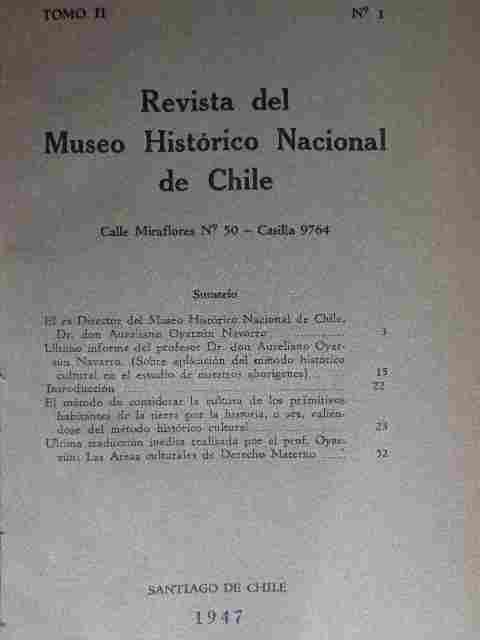 TOMO II Nº 1
Revista del
Museo Histórico Nacional
de Chile
Calle Miraflores Nº 50 - Casilla 9764
Sumario
El ex Director del Museo Histórico Nacional de Chile,
Dr. don Aureliano Oyarzún Navarro ........... 3
Ultimo informe del profesor Dr. don Aureliano Oyar-
zún Navarro. (Sobre aplicación del método histórico
cultural en el estudio de nuestros aborígenes) . 15
Introducción ........... 22
El método de considerar la cultura de los primitivos
habitantes de la tierra por la historia, o sea, valién-
dose del método histórico cultural ........... 23
Ultima traducción inédita realizada por el prof. Oyar-
zún: Las Areas culturales de Derecho Materno ...... 52
SANTIAGO DE CHILE
1947